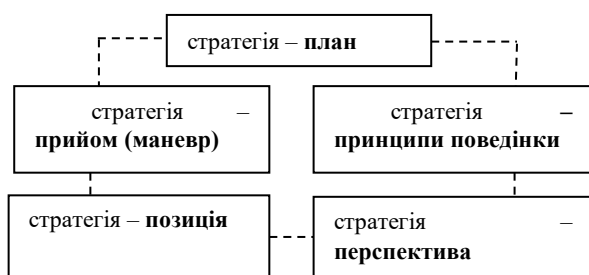 стратегія – план
стратегія –
прийом (маневр)
стратегія –
принципи поведінки
стратегія – позиція
стратегія –
перспектива